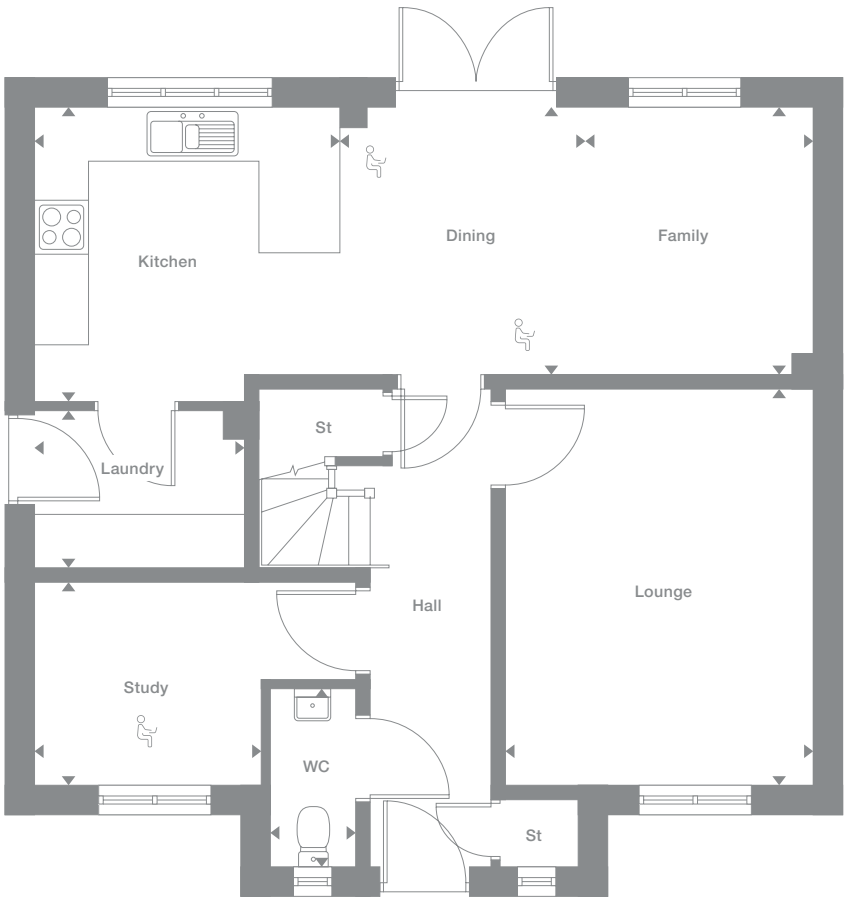 Dining
Family
Kitchen
St
Laundry
Lounge
Hall
Study
WC
St